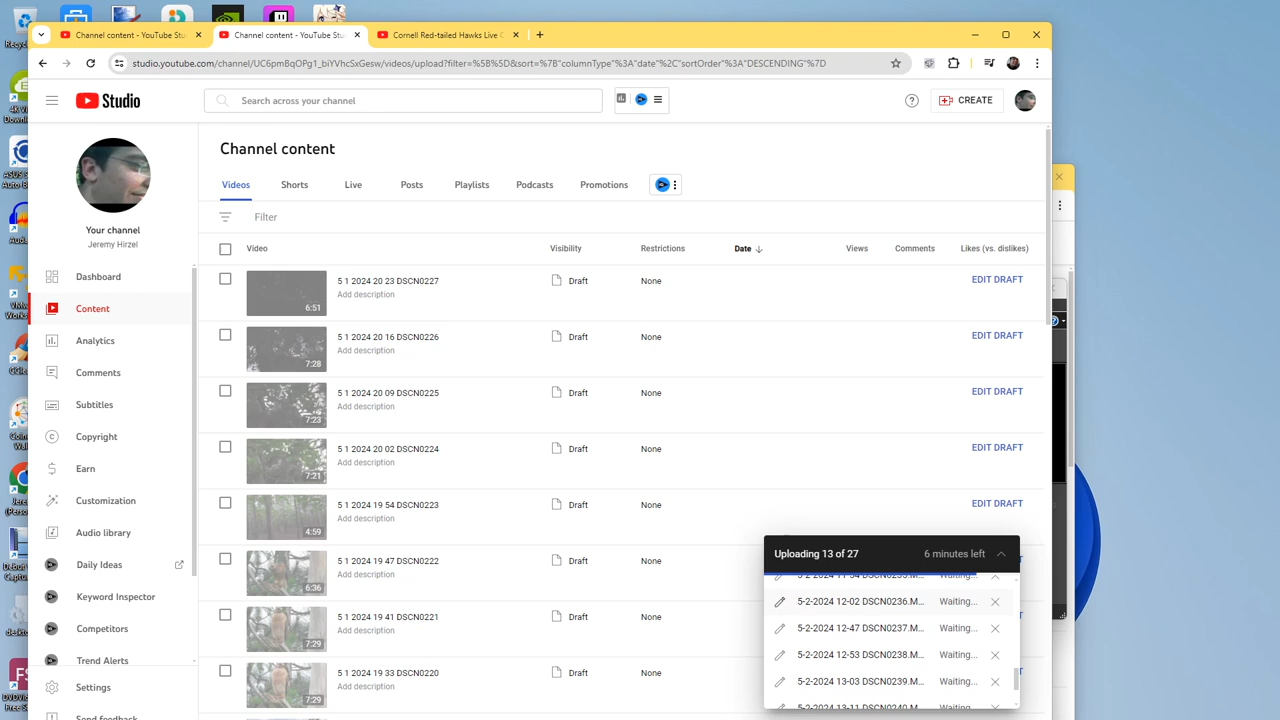 Channel content - YouTube Stu
Channel content - YouTube Stu
Cornell Red-tailed Hawks Live C
studio.youtube.com/channel/UC6pmBqOPg1_biYVhcSxGesw/videos/upload?filter=%5B%5D&sort=%7B"columnType"%3A"date"%2C"sortOrder"%3A"DESCENDING"%7D
Studio
Search across your channel
CREATE
Your channel
Jeremy Hirzel
Dashboard
Content
Analytics
Comments
Subtitles
Copyright
Earn
Customization
Audio library
Daily Ideas
Keyword Inspector
Competitors
Trend Alerts
Settings
Send feedback
Channel content
Videos Shorts Live Posts Playlists Podcasts Promotions
Filter
Video Visibility Restrictions Date Views Comments Likes (vs. dislikes)
6:51 5 1 2024 20 23 DSCN0227 Draft None EDIT DRAFT
Add description
7:28 5 1 2024 20 16 DSCN0226 Draft None EDIT DRAFT
Add description
7:23 5 1 2024 20 09 DSCN0225 Draft None EDIT DRAFT
Add description
7:21 5 1 2024 20 02 DSCN0224 Draft None EDIT DRAFT
Add description
4:59 5 1 2024 19 54 DSCN0223 Draft None EDIT DRAFT
Add description
6:36 5 1 2024 19 47 DSCN0222 Draft None
Add description
7:29 5 1 2024 19 41 DSCN0221 Draft None
Add description
7:29 5 1 2024 19 33 DSCN0220 Draft None
Add description
Uploading 13 of 27 6 minutes left
5-2-2024 12-02 DSCN0236.M... Waiting...
5-2-2024 12-47 DSCN0237.M... Waiting...
5-2-2024 12-53 DSCN0238.M... Waiting...
5-2-2024 13-03 DSCN0239.M... Waiting...
5-2-2024 13-11 DSCN0240.M... Waiting...